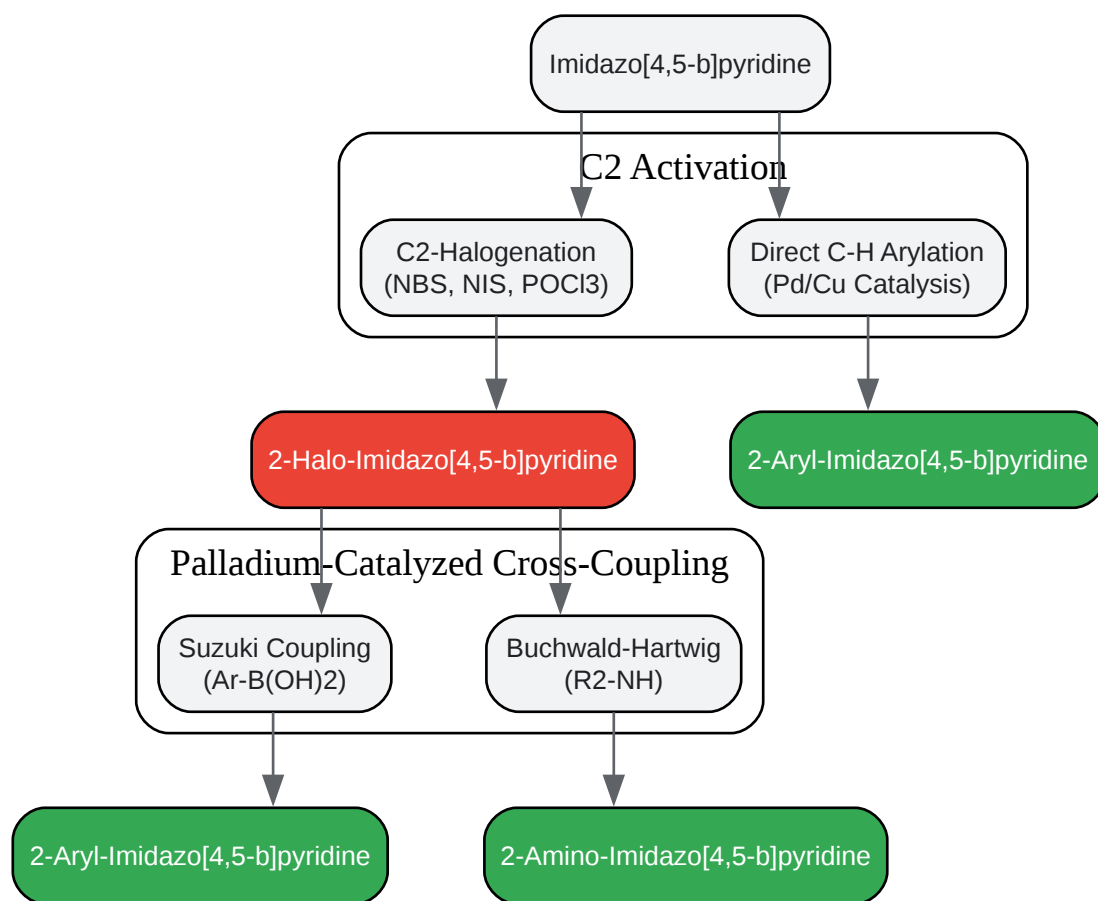 Imidazo[4,5-b]pyridine
C2 Activation
C2-Halogenation
(NBS, NIS, POCl3)
Direct C-H Arylation
(Pd/Cu Catalysis)
2-Halo-Imidazo[4,5-b]pyridine
2-Aryl-Imidazo[4,5-b]pyridine
Palladium-Catalyzed Cross-Coupling
Suzuki Coupling
(Ar-B(OH)2)
Buchwald-Hartwig
(R2-NH)
2-Aryl-Imidazo[4,5-b]pyridine
2-Amino-Imidazo[4,5-b]pyridine